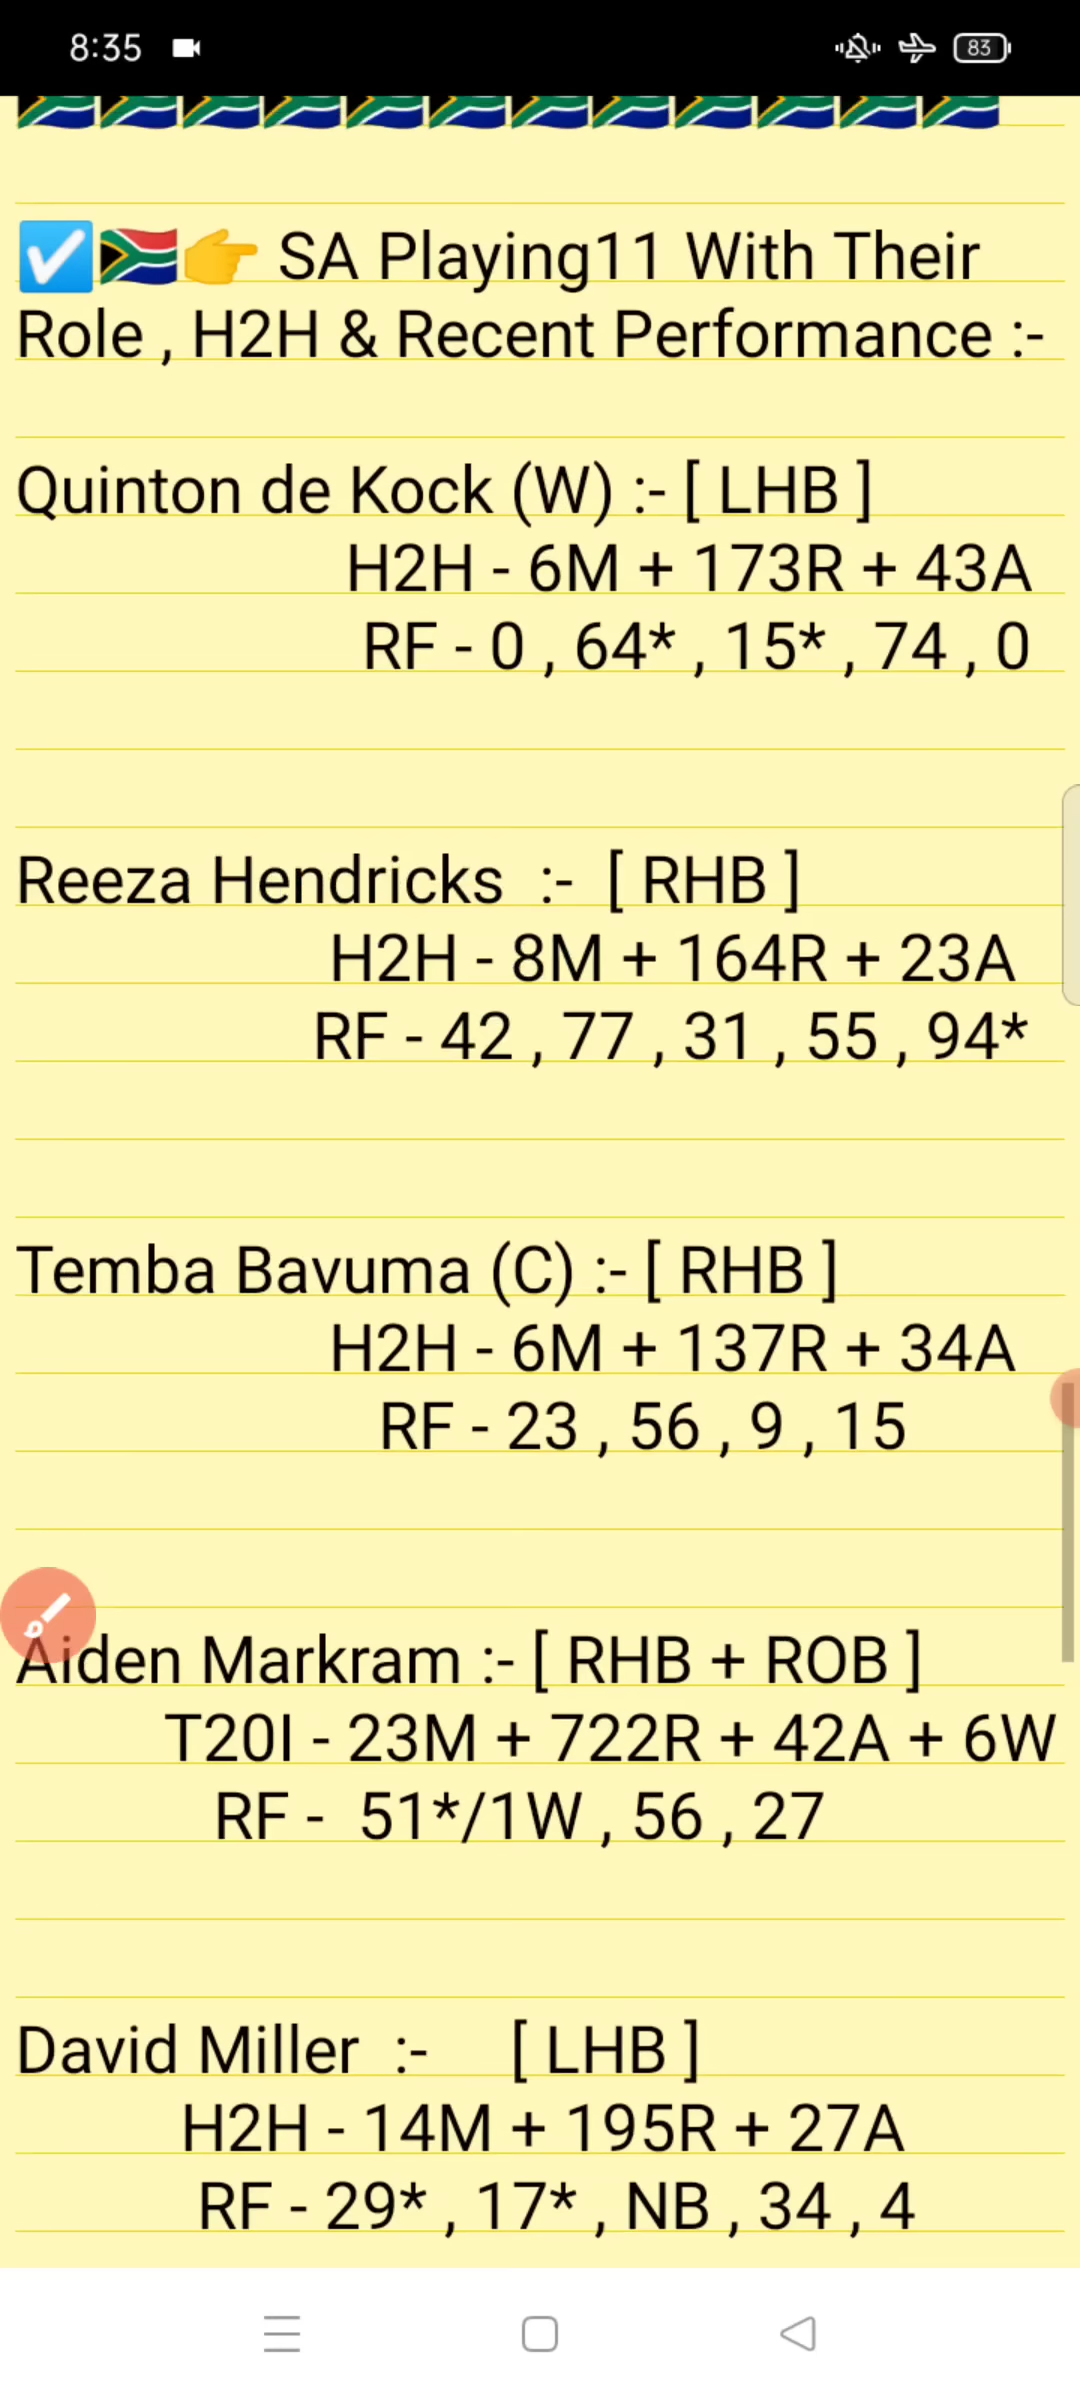 8:35
83
SA Playing11 With Their
Role , H2H & Recent Performance :-
Quinton de Kock (W) :- [ LHB ]
H2H - 6M + 173R + 43A
RF - 0 , 64* , 15* , 74 , 0
Reeza Hendricks :- [ RHB ]
H2H - 8M + 164R + 23A
RF - 42 , 77 , 31 , 55 , 94*
Temba Bavuma (C) :- [ RHB ]
H2H - 6M + 137R + 34A
RF - 23 , 56 , 9 , 15
Aiden Markram :- [ RHB + ROB ]
T20I - 23M + 722R + 42A + 6W
RF - 51*/1W , 56 , 27
David Miller :- [ LHB ]
H2H - 14M + 195R + 27A
RF - 29* , 17* , NB , 34 , 4